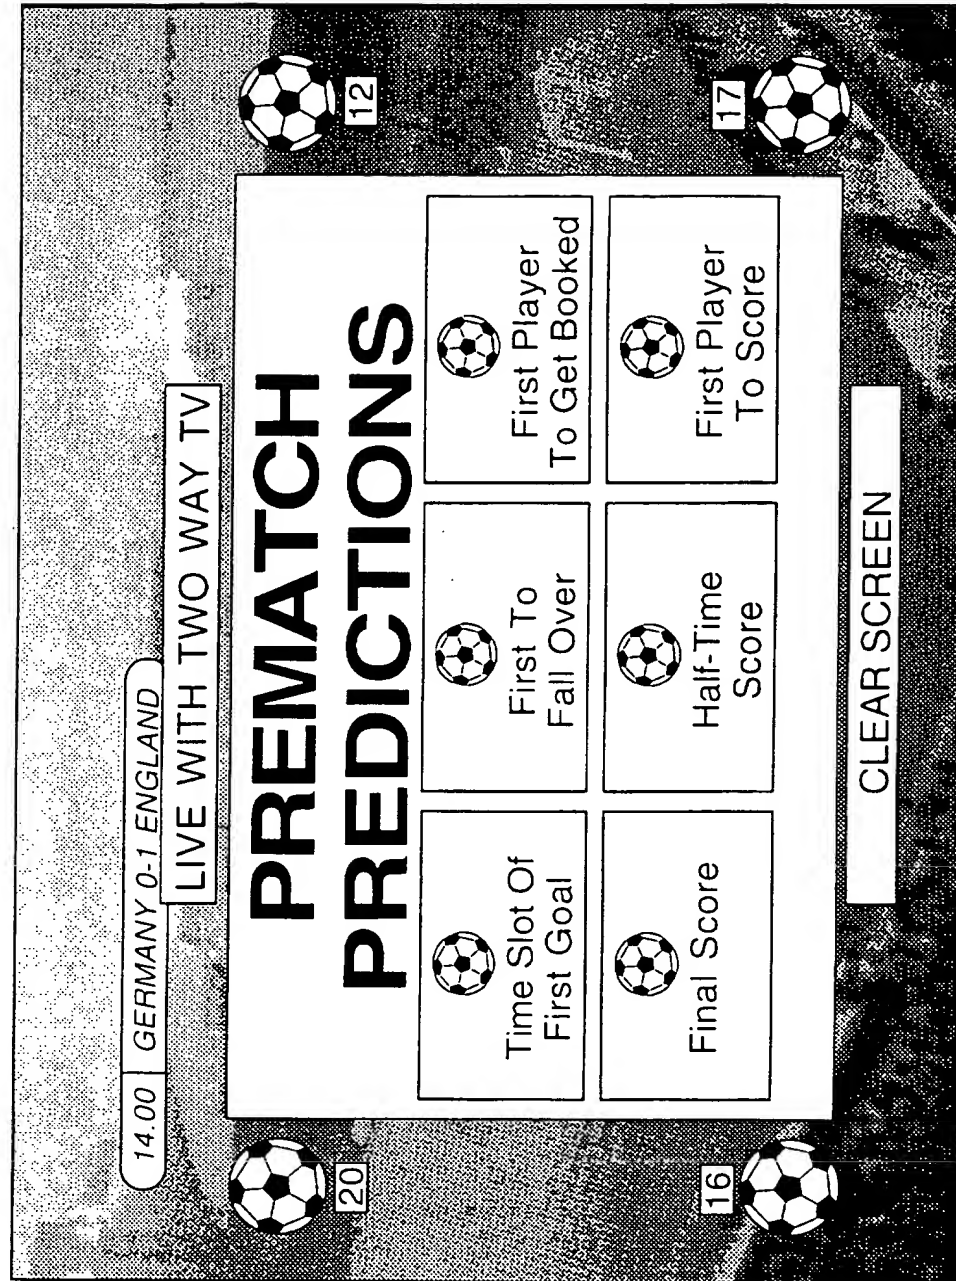 14.00 GERMANY 0-1 ENGLAND
LIVE WITH TWO WAY TV
20
12
PREMATCH
PREDICTIONS
Time Slot Of
First Goal
First To
Fall Over
First Player
To Get Booked
Final Score
Half-Time
Score
First Player
To Score
16
17
CLEAR SCREEN